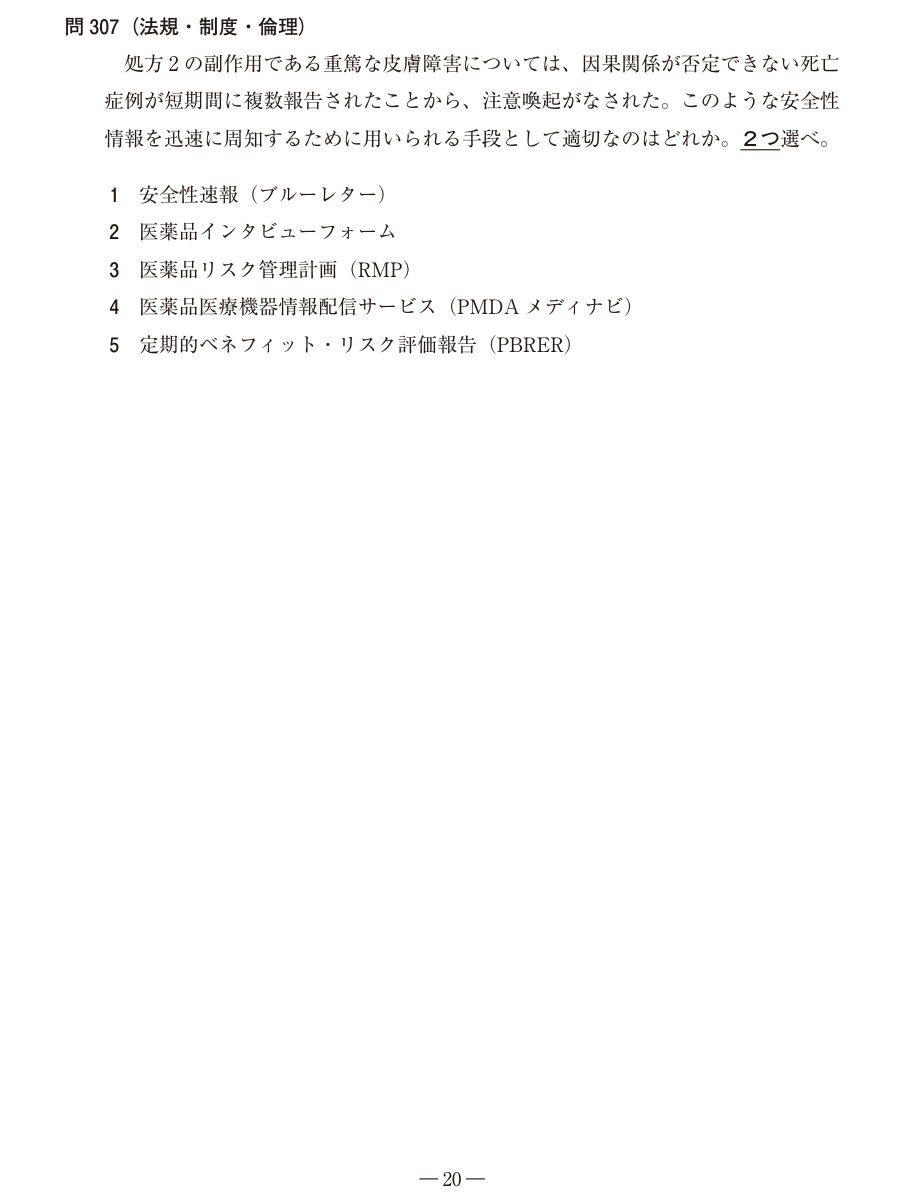 問 307（法規・制度・倫理）
処方２の副作用である重篤な皮膚障害については、因果関係が否定できない死亡
症例が短期間に複数報告されたことから、注意喚起がなされた。このような安全性
情報を迅速に周知するために用いられる手段として適切なのはどれか。２つ選べ。
1 安全性速報（ブルーレター）
2 医薬品インタビューフォーム
3 医薬品リスク管理計画（RMP）
4 医薬品医療機器情報配信サービス（PMDA メディナビ）
5 定期的ベネフィット・リスク評価報告（PBRER）
― 20 ―